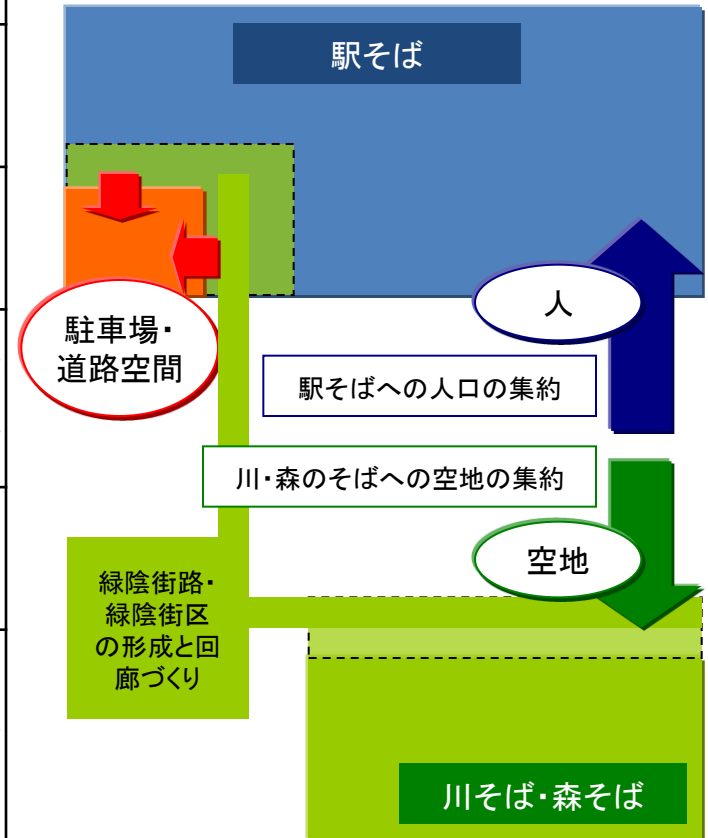 駅そば
人
駐車場・
道路空間
駅そばへの人口の集約
川・森のそばへの空地の集約
空地
緑陰街路・
緑陰街区
の形成と回
廊づくり
川そば・森そば